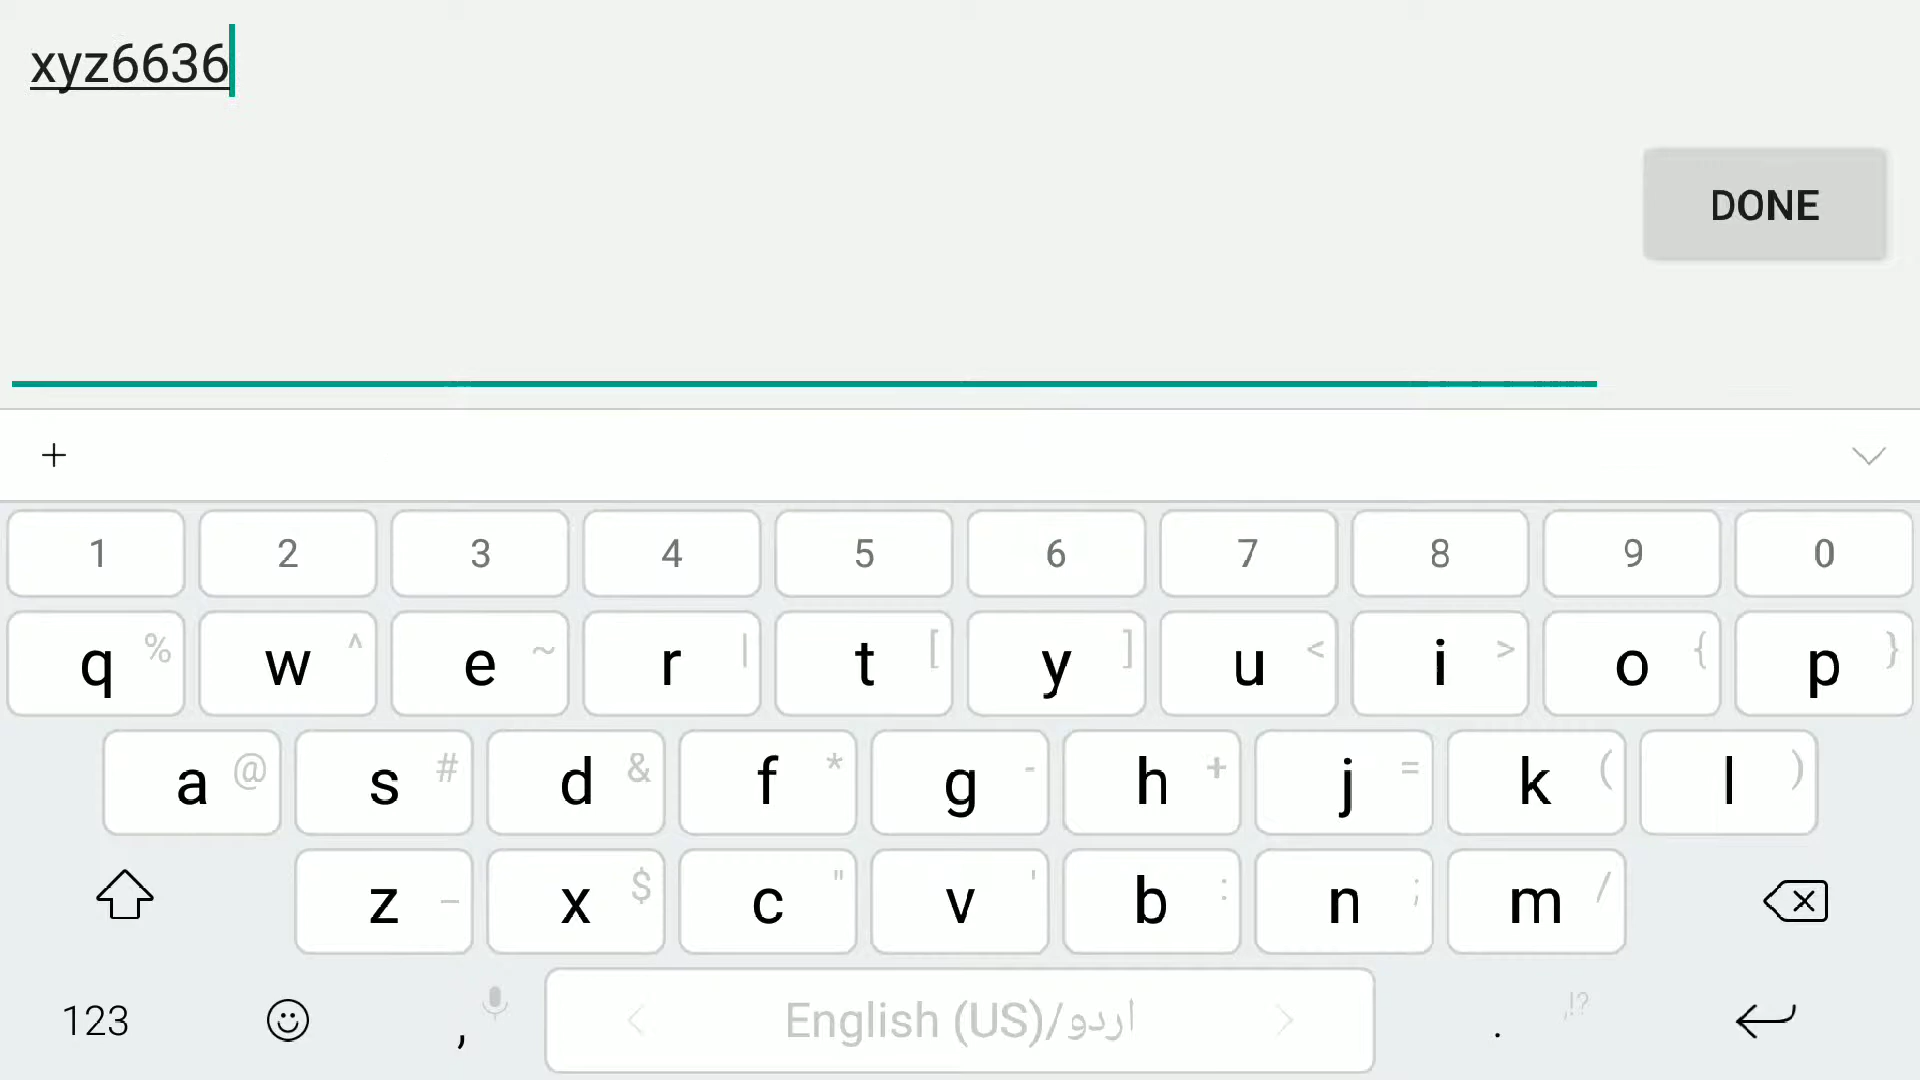 xyz6636
DONE
+
1 2 3 4 5 6 7 8 9 0
q % w ^ e ~ r | t [ y ] u < i > o { p }
a @ s # d & f * g - h + j = k ( l )
z _ x $ c " v ' b : n ; m /
123 , < English (US)/اردو > . ,!?